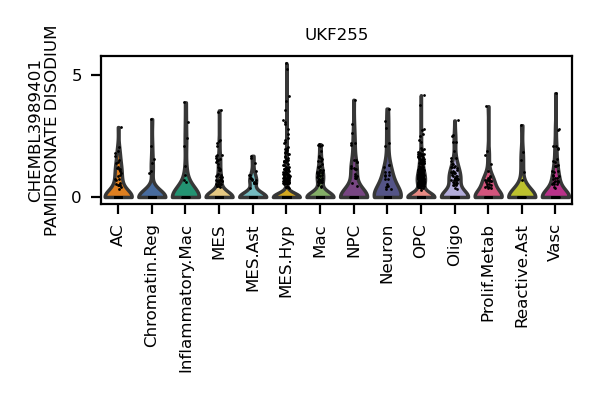 UKF255
CHEMBL3989401
PAMIDRONATE DISODIUM
5
0
AC
Chromatin.Reg
Inflammatory.Mac
MES
MES.Ast
MES.Hyp
Mac
NPC
Neuron
OPC
Oligo
Prolif.Metab
Reactive.Ast
Vasc